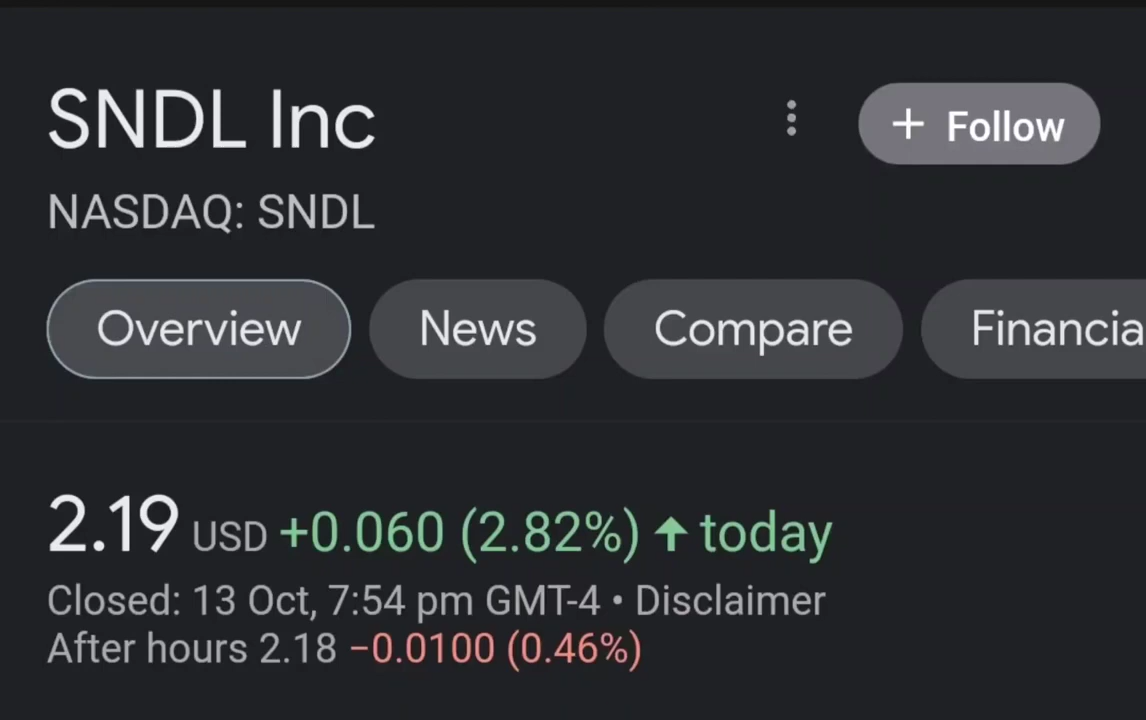 SNDL Inc
+ Follow
NASDAQ: SNDL
Overview News Compare Financia
2.19 USD +0.060 (2.82%) ↑ today
Closed: 13 Oct, 7:54 pm GMT-4 • Disclaimer
After hours 2.18 −0.0100 (0.46%)